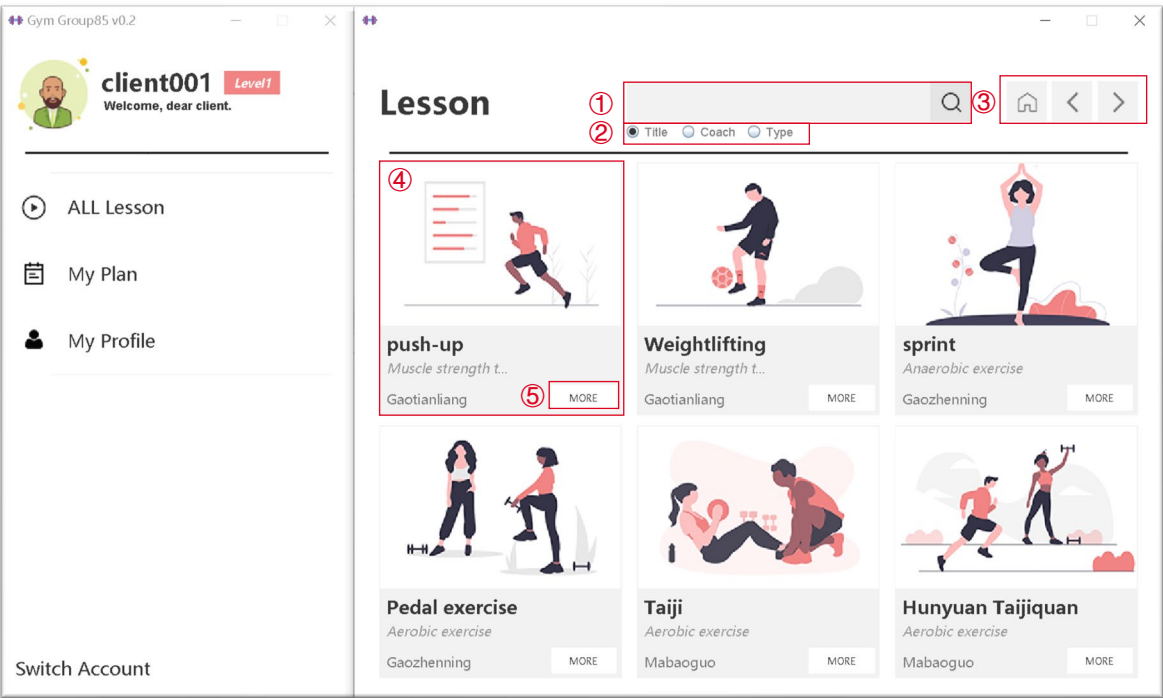 Gym Group85 v0.2
client001 Level1
Welcome, dear client.
ALL Lesson
My Plan
My Profile
Switch Account
Lesson
①
③
② Title Coach Type
④
push-up
Muscle strength t...
Gaotianliang ⑤ MORE
Weightlifting
Muscle strength t...
Gaotianliang MORE
sprint
Anaerobic exercise
Gaozhenning MORE
Pedal exercise
Aerobic exercise
Gaozhenning MORE
Taiji
Aerobic exercise
Mabaoguo MORE
Hunyuan Taijiquan
Aerobic exercise
Mabaoguo MORE